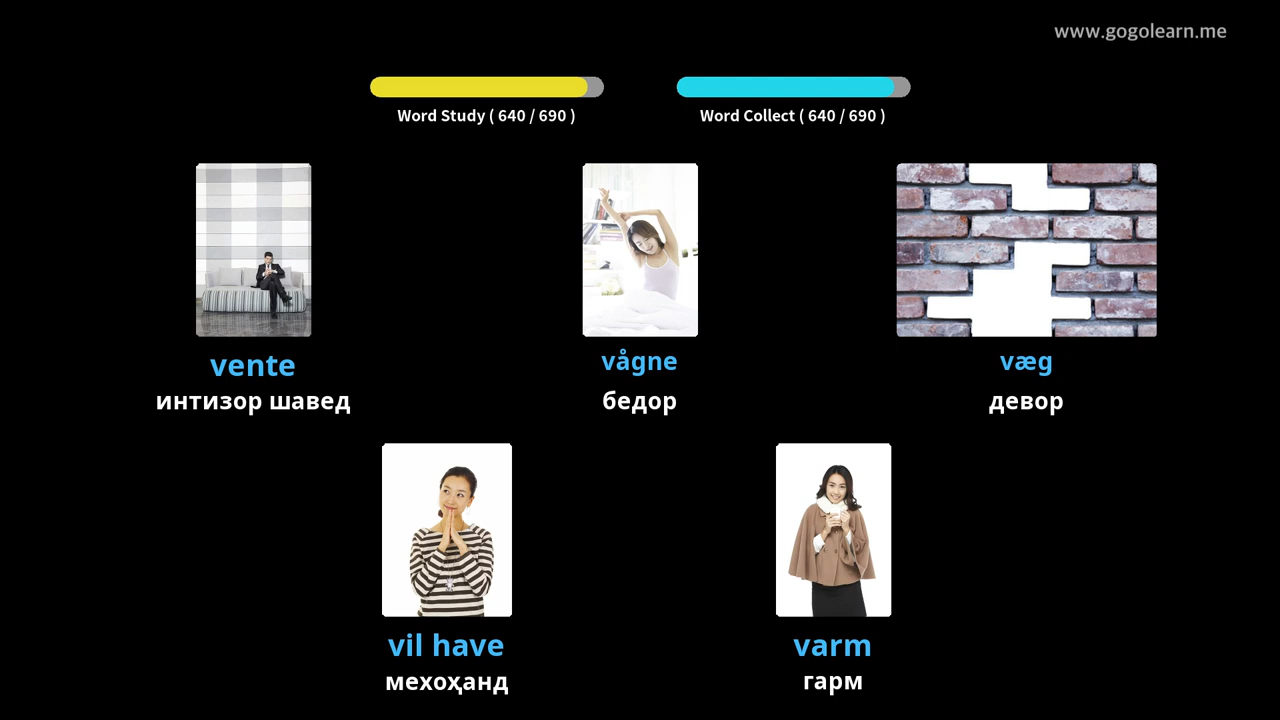 www.gogolearn.me
Word Study ( 640 / 690 )
Word Collect ( 640 / 690 )
vente
интизор шавед
vågne
бедор
væg
девор
vil have
мехоҳанд
varm
гарм